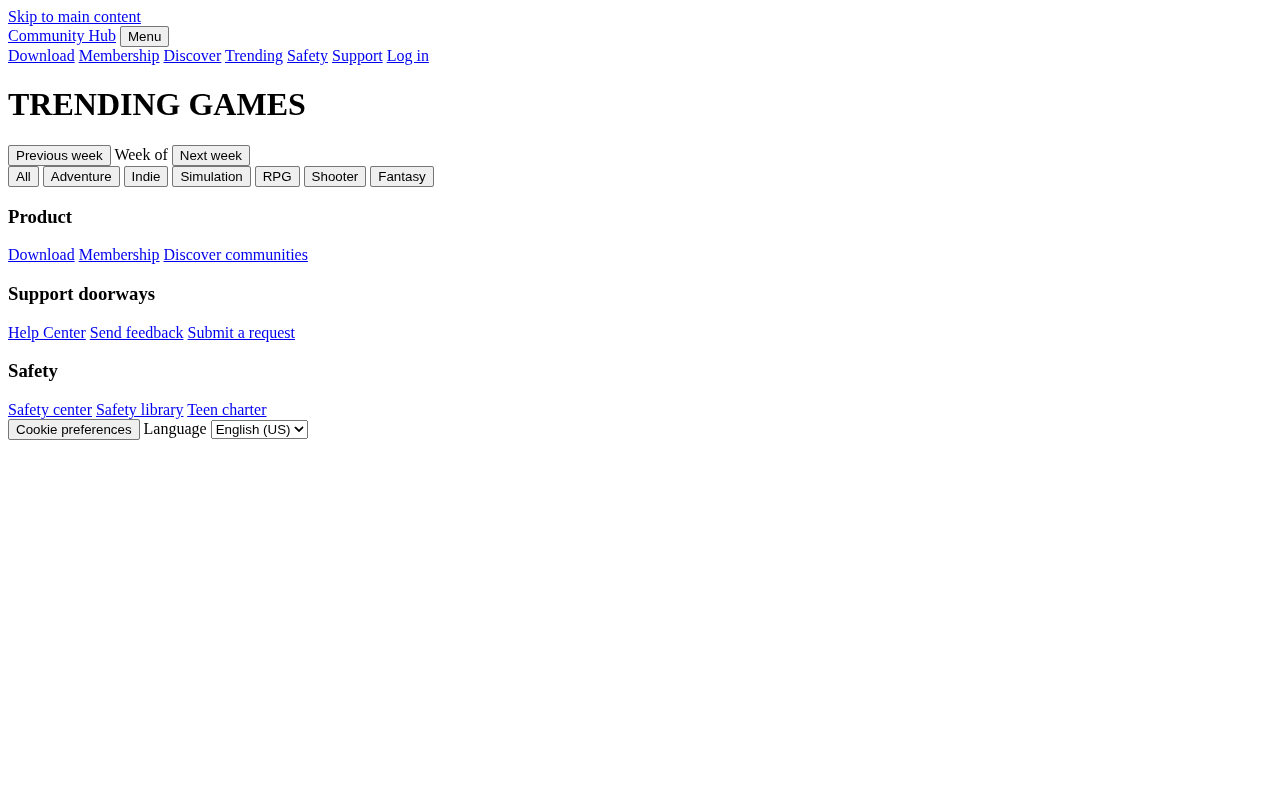 Skip to main content
Community Hub Menu
Download Membership Discover Trending Safety Support Log in
TRENDING GAMES
Previous week Week of Next week
All Adventure Indie Simulation RPG Shooter Fantasy
Product
Download Membership Discover communities
Support doorways
Help Center Send feedback Submit a request
Safety
Safety center Safety library Teen charter
Cookie preferences Language English (US)